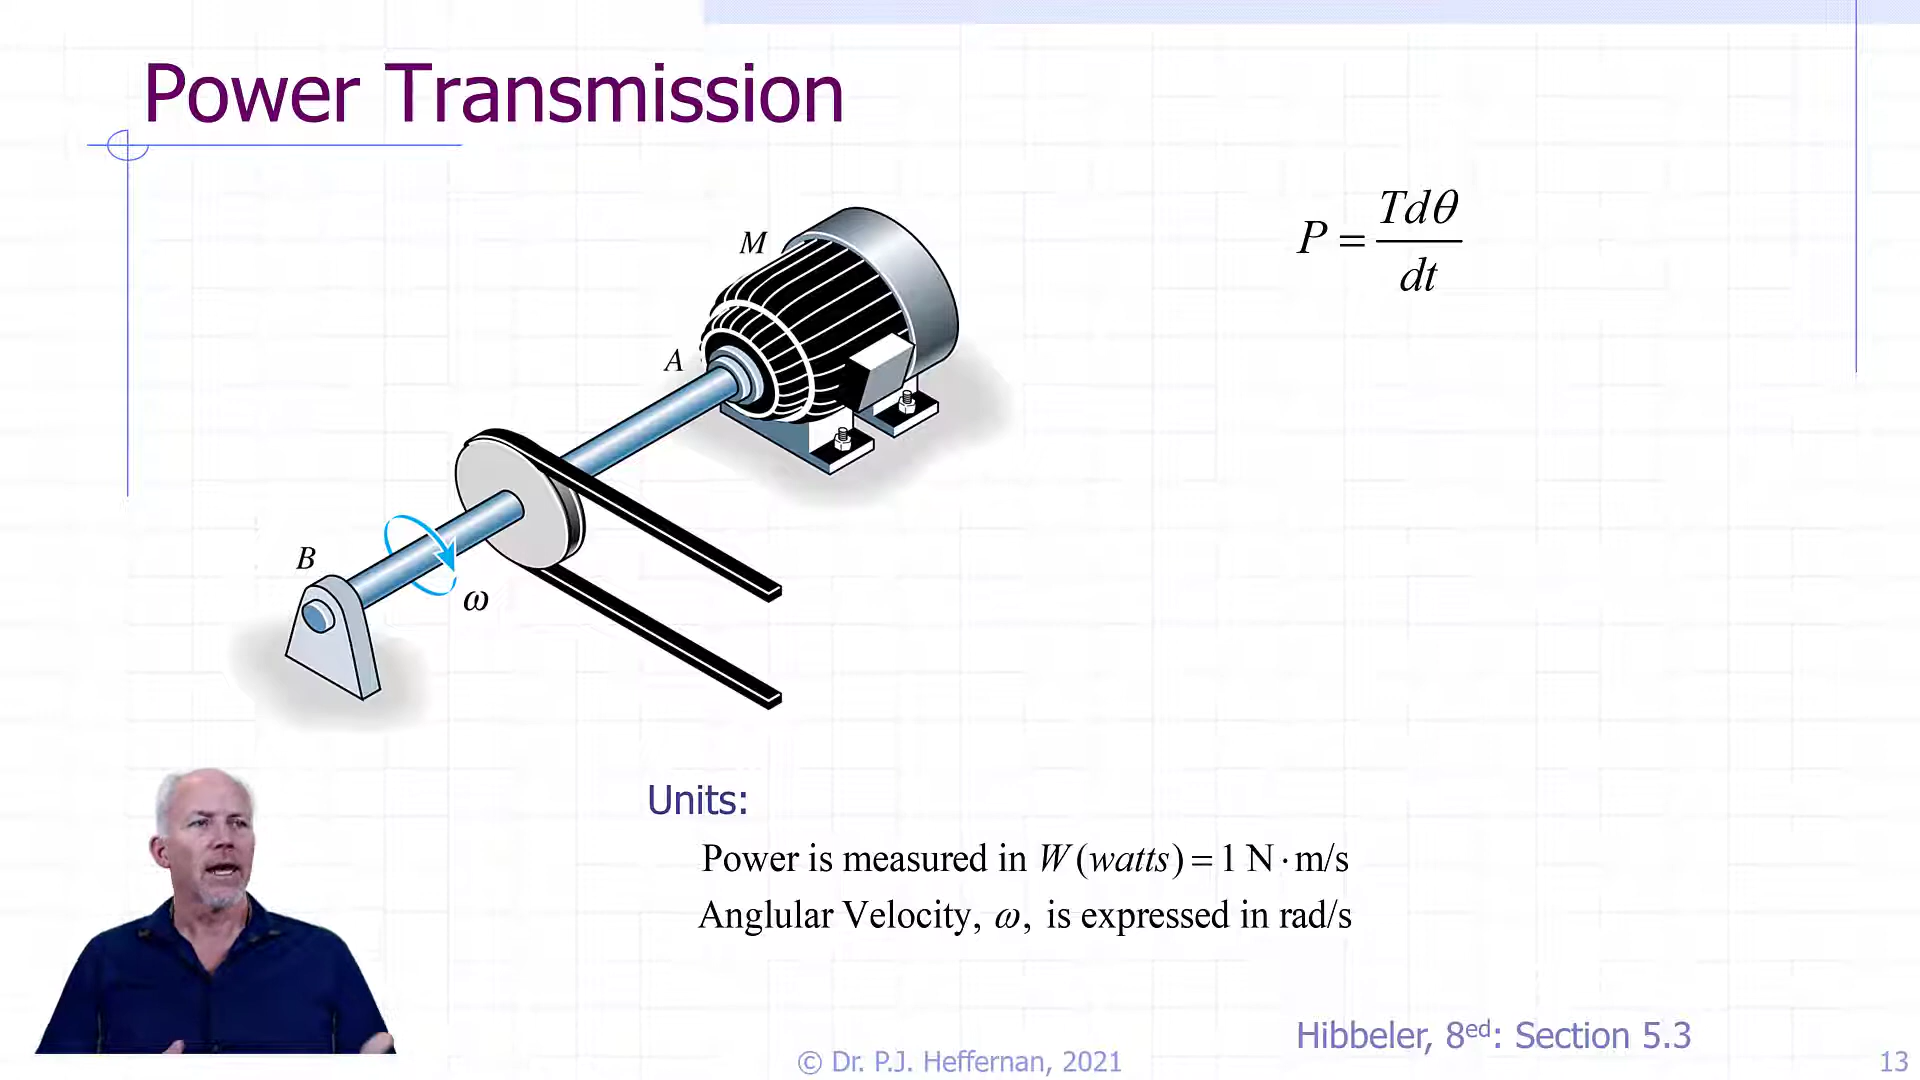 Power Transmission
M
A
B
ω
P = Tdθ / dt
Units:
Power is measured in W (watts) = 1 N · m/s
Anglular Velocity, ω, is expressed in rad/s
Hibbeler, 8ed: Section 5.3
© Dr. P.J. Heffernan, 2021
13